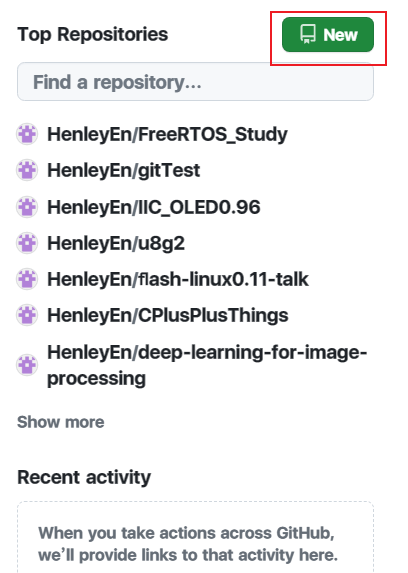 Top Repositories
New
Find a repository...
HenleyEn/FreeRTOS_Study
HenleyEn/gitTest
HenleyEn/IIC_OLED0.96
HenleyEn/u8g2
HenleyEn/flash-linux0.11-talk
HenleyEn/CPlusPlusThings
HenleyEn/deep-learning-for-image-
processing
Show more
Recent activity
When you take actions across GitHub,
we’ll provide links to that activity here.